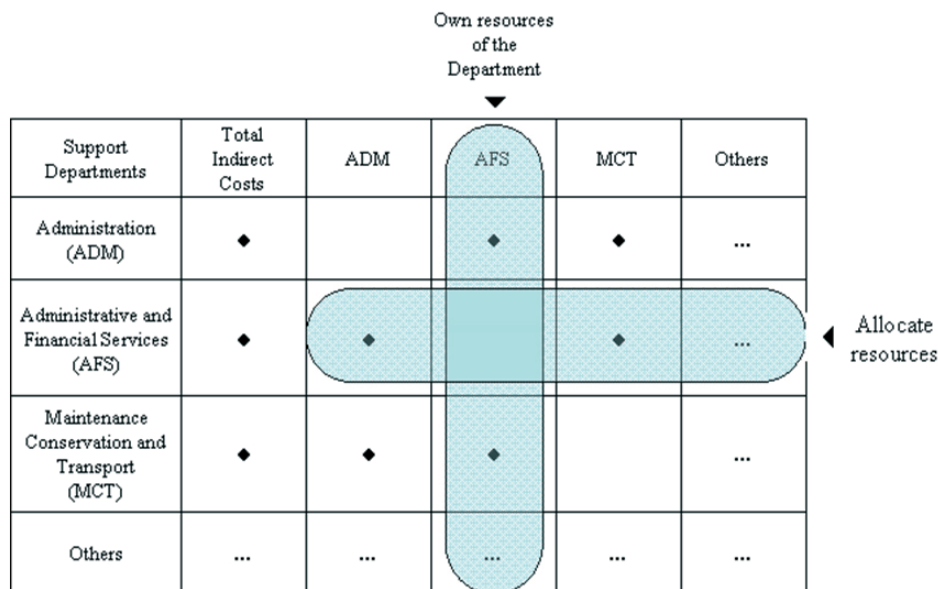 Own resources
of the
Department
Support
Departments
Total
Indirect
Costs
ADM
AFS
MCT
Others
Administration
(ADM)
...
Administrative and
Financial Services
(AFS)
...
Allocate
resources
Maintenance
Conservation and
Transport
(MCT)
...
Others
...
...
...
...
...